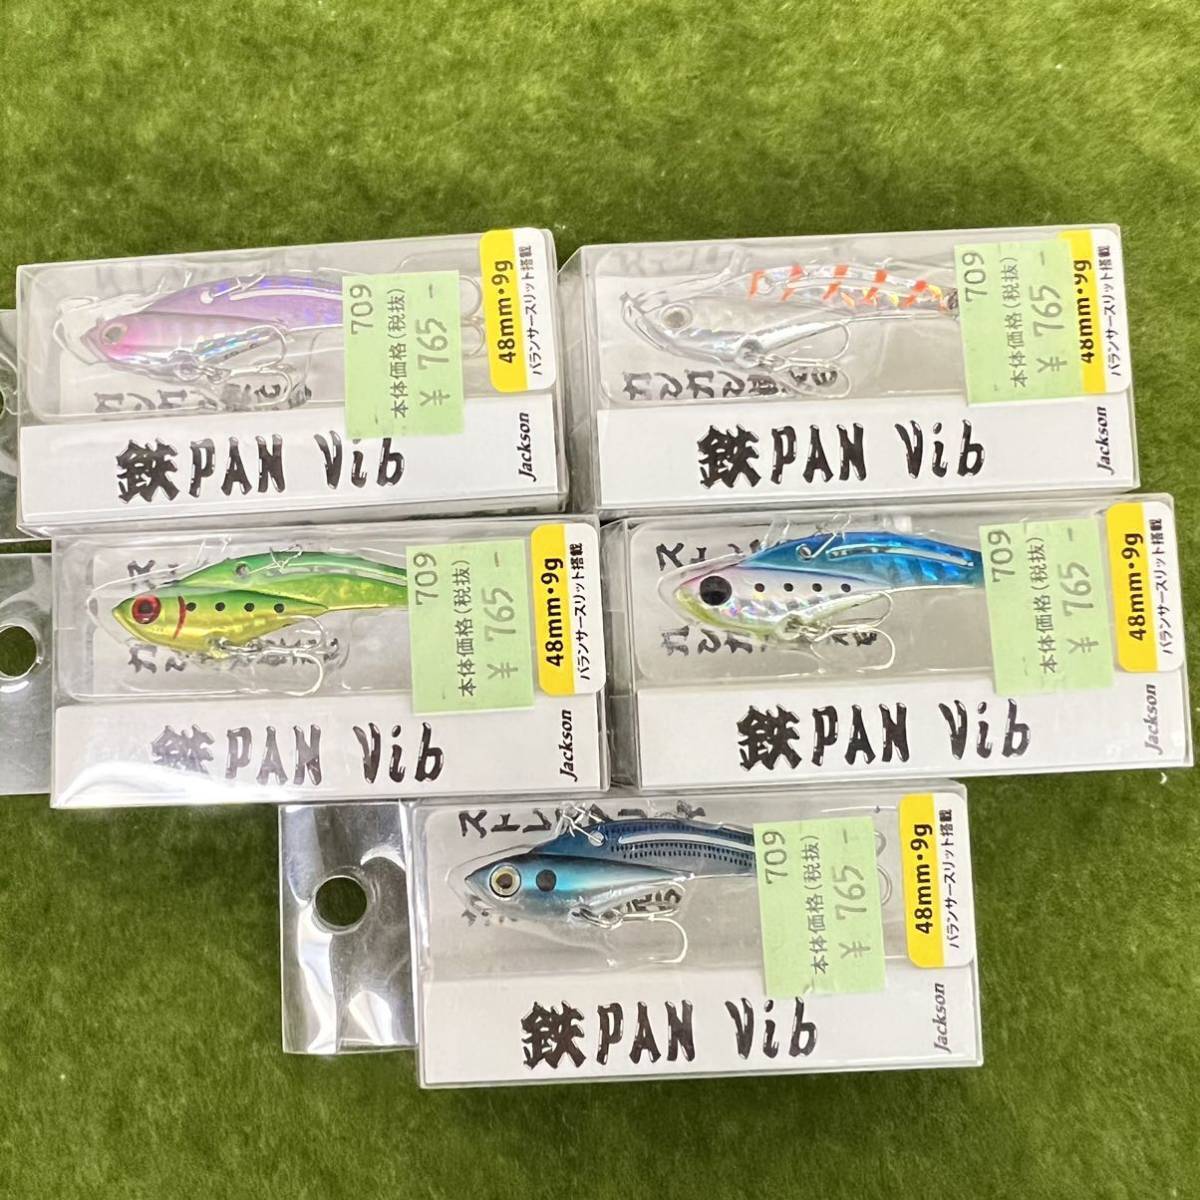 709
本体価格(税抜)
¥765-
48mm・9g
バランサースリット搭載
鉄PAN Vib
Jackson
709
本体価格(税抜)
¥765-
48mm・9g
バランサースリット搭載
鉄PAN Vib
Jackson
709
本体価格(税抜)
¥765-
48mm・9g
バランサースリット搭載
鉄PAN Vib
Jackson
709
本体価格(税抜)
¥765-
48mm・9g
バランサースリット搭載
鉄PAN Vib
Jackson
709
本体価格(税抜)
¥765-
48mm・9g
バランサースリット搭載
鉄PAN Vib
Jackson